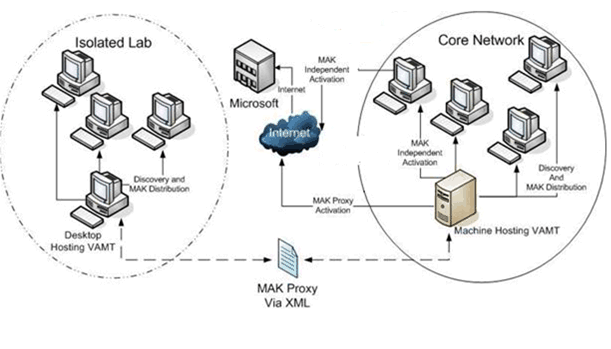 Isolated Lab
Core Network
MAK
Independent
Activation
Internet
Microsoft
Internet
MAK
Independent
Activation
Discovery and
MAK Distribution
Discovery
And
MAK Distribution
MAK Proxy
Activation
Desktop
Hosting VAMT
Machine Hosting VAMT
MAK Proxy
Via XML